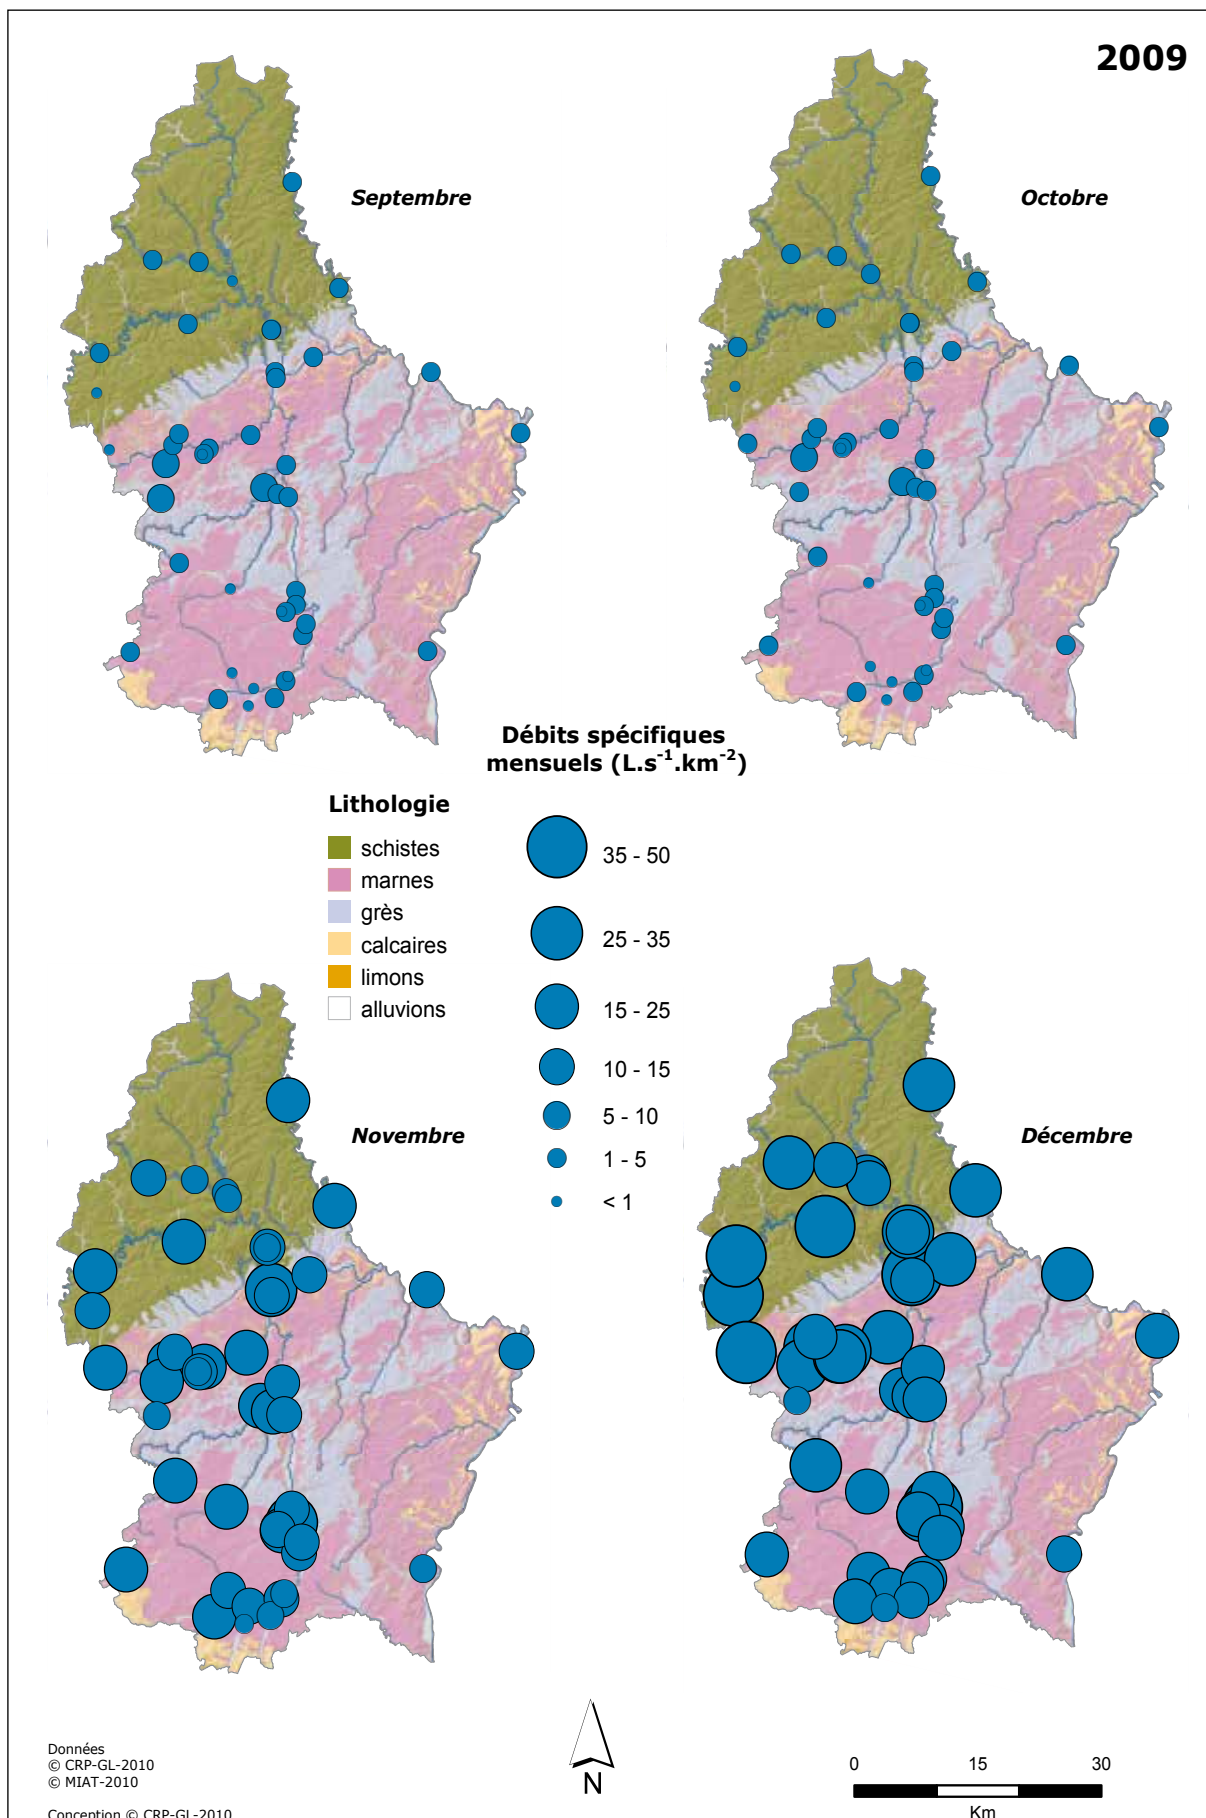 2009
Septembre
Octobre
Débits spécifiques
mensuels (L.s⁻¹.km⁻²)
Lithologie
schistes
marnes
grès
calcaires
limons
alluvions
35 - 50
25 - 35
15 - 25
10 - 15
5 - 10
1 - 5
< 1
Novembre
Décembre
Données
© CRP-GL-2010
© MIAT-2010
Conception © CRP-GL-2010
N
0 15 30
Km